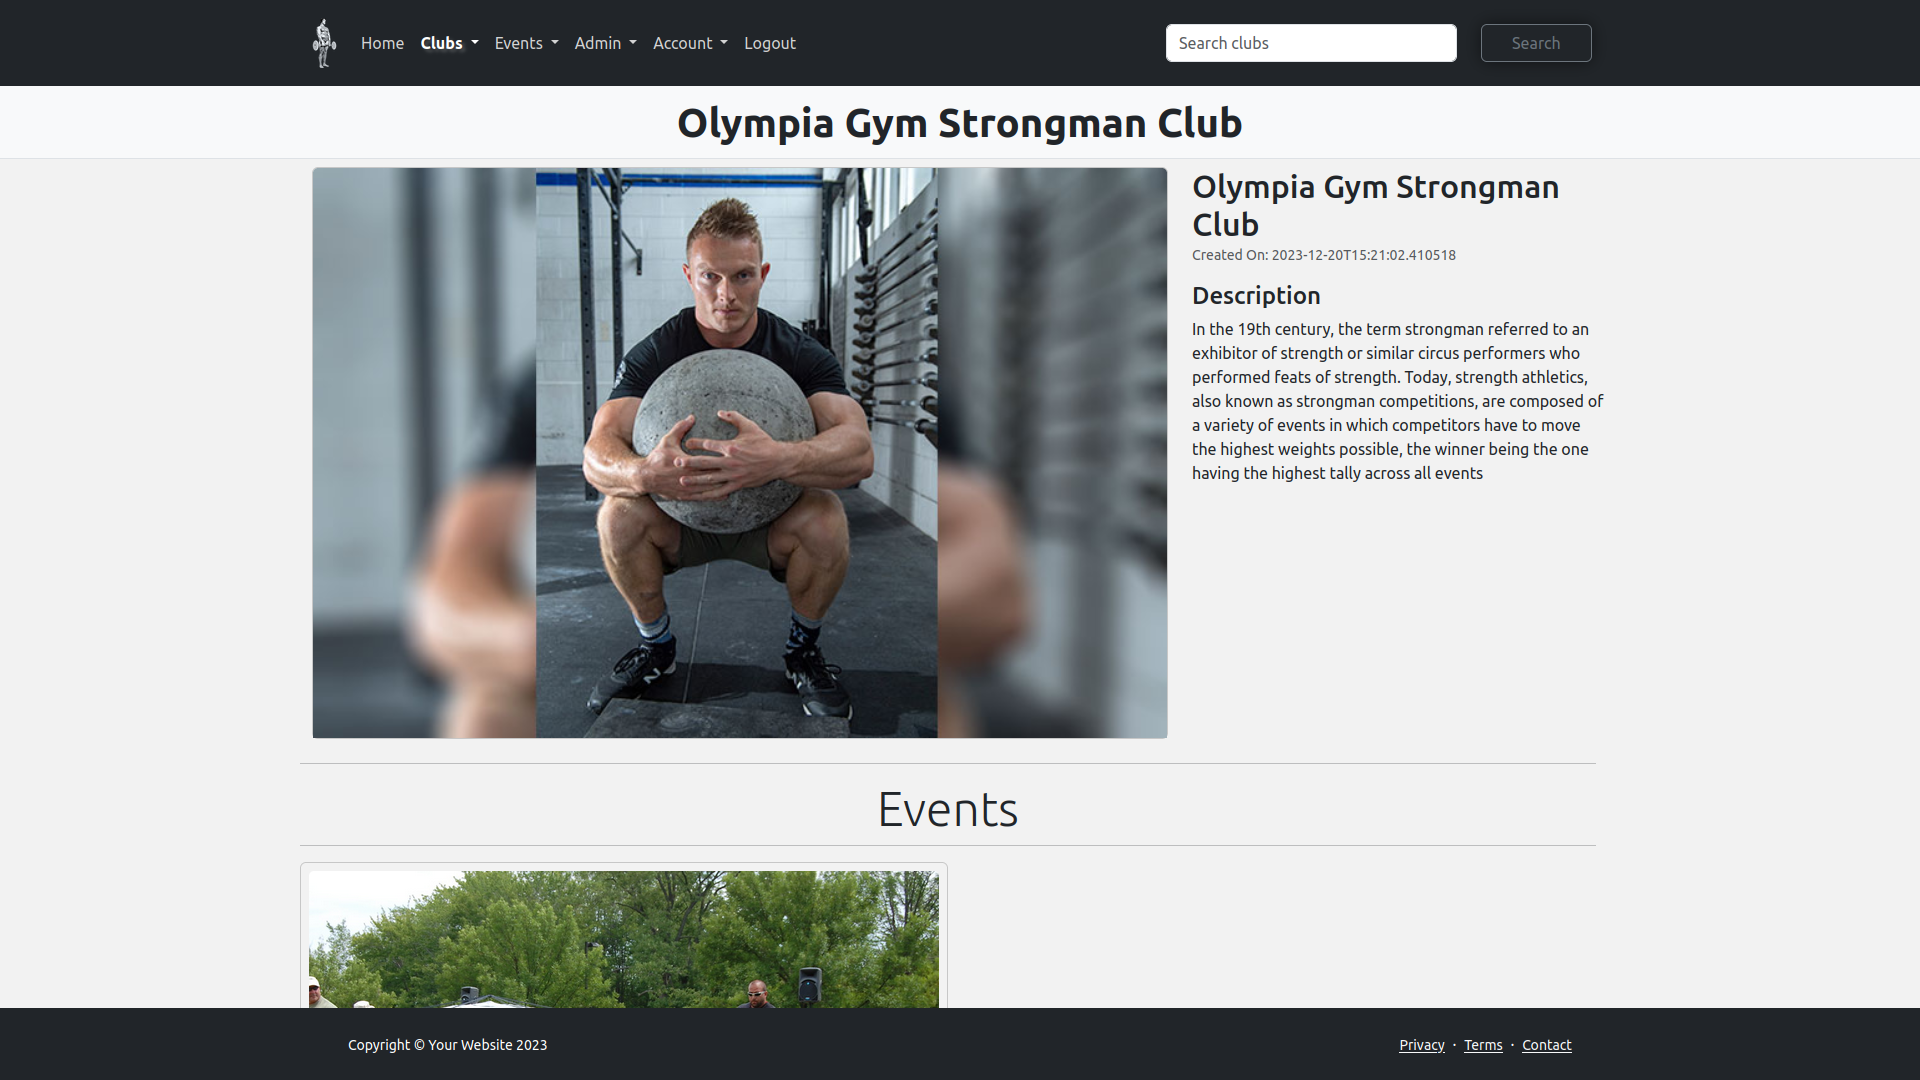 Home Clubs Events Admin Account Logout Search clubs Search
Olympia Gym Strongman Club
Olympia Gym Strongman
Club
Created On: 2023-12-20T15:21:02.410518
Description
In the 19th century, the term strongman referred to an
exhibitor of strength or similar circus performers who
performed feats of strength. Today, strength athletics,
also known as strongman competitions, are composed of
a variety of events in which competitors have to move
the highest weights possible, the winner being the one
having the highest tally across all events
Events
Copyright © Your Website 2023
Privacy · Terms · Contact